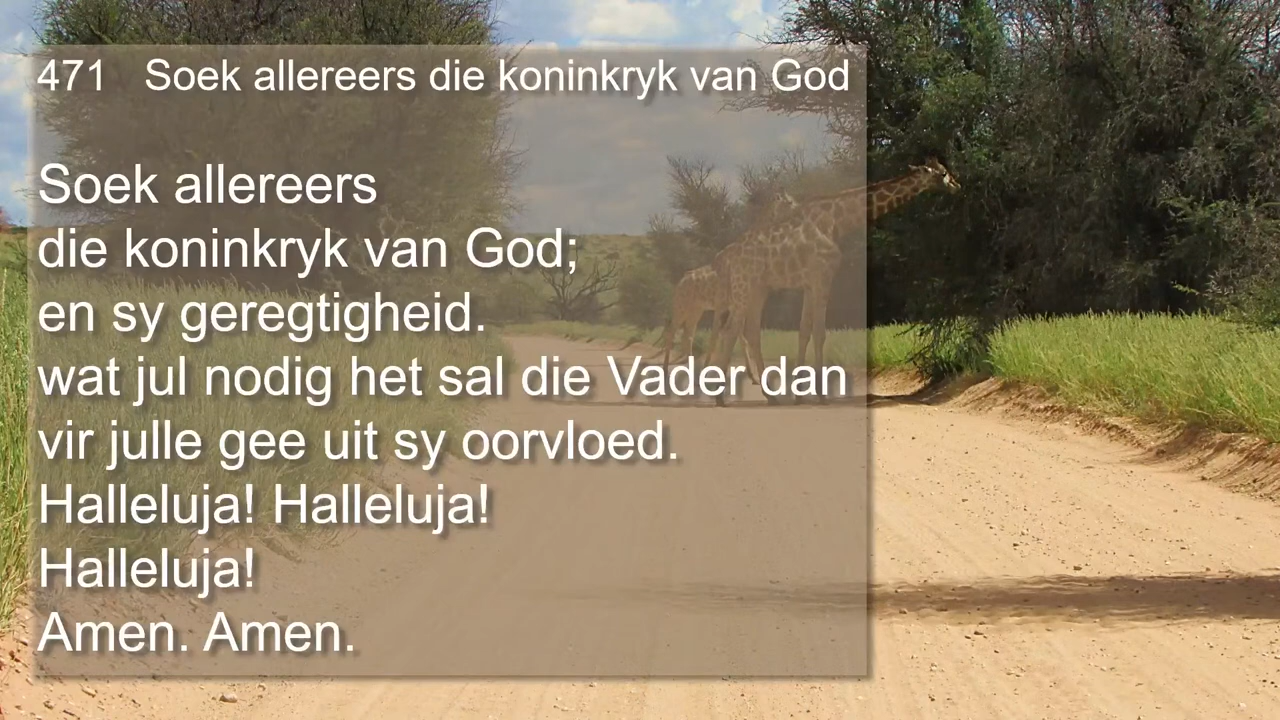 471 Soek allereers die koninkryk van God
Soek allereers
die koninkryk van God;
en sy geregtigheid.
wat jul nodig het sal die Vader dan
vir julle gee uit sy oorvloed.
Halleluja! Halleluja!
Halleluja!
Amen. Amen.